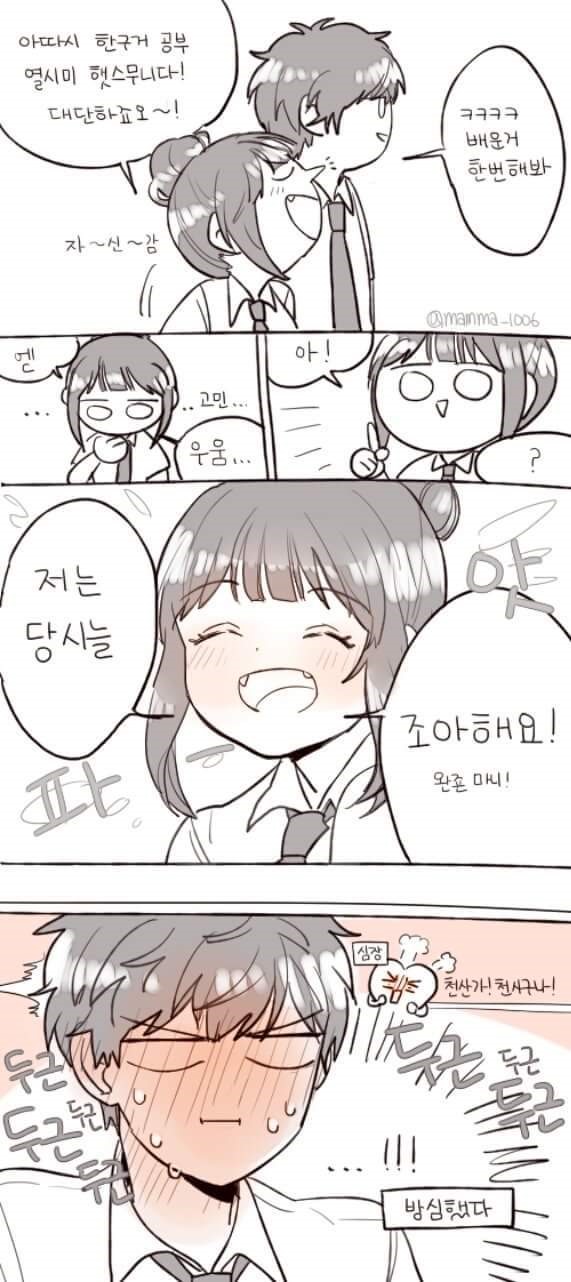 아따시 한구거 공부
열시미 햇스무니다!
대단하죠오~!
ㅋㅋㅋㅋ
배운거
한번해봐
자~신~감
@mamma_1006
엗
...
..고민...
우움...
아!
?
저는
당시늘
앗
조아해요!
완죤 마니!
파
심장
천산가! 천사구나!
두근
두근
두근
두근
두근
두근
두근
...!!!
방심했다